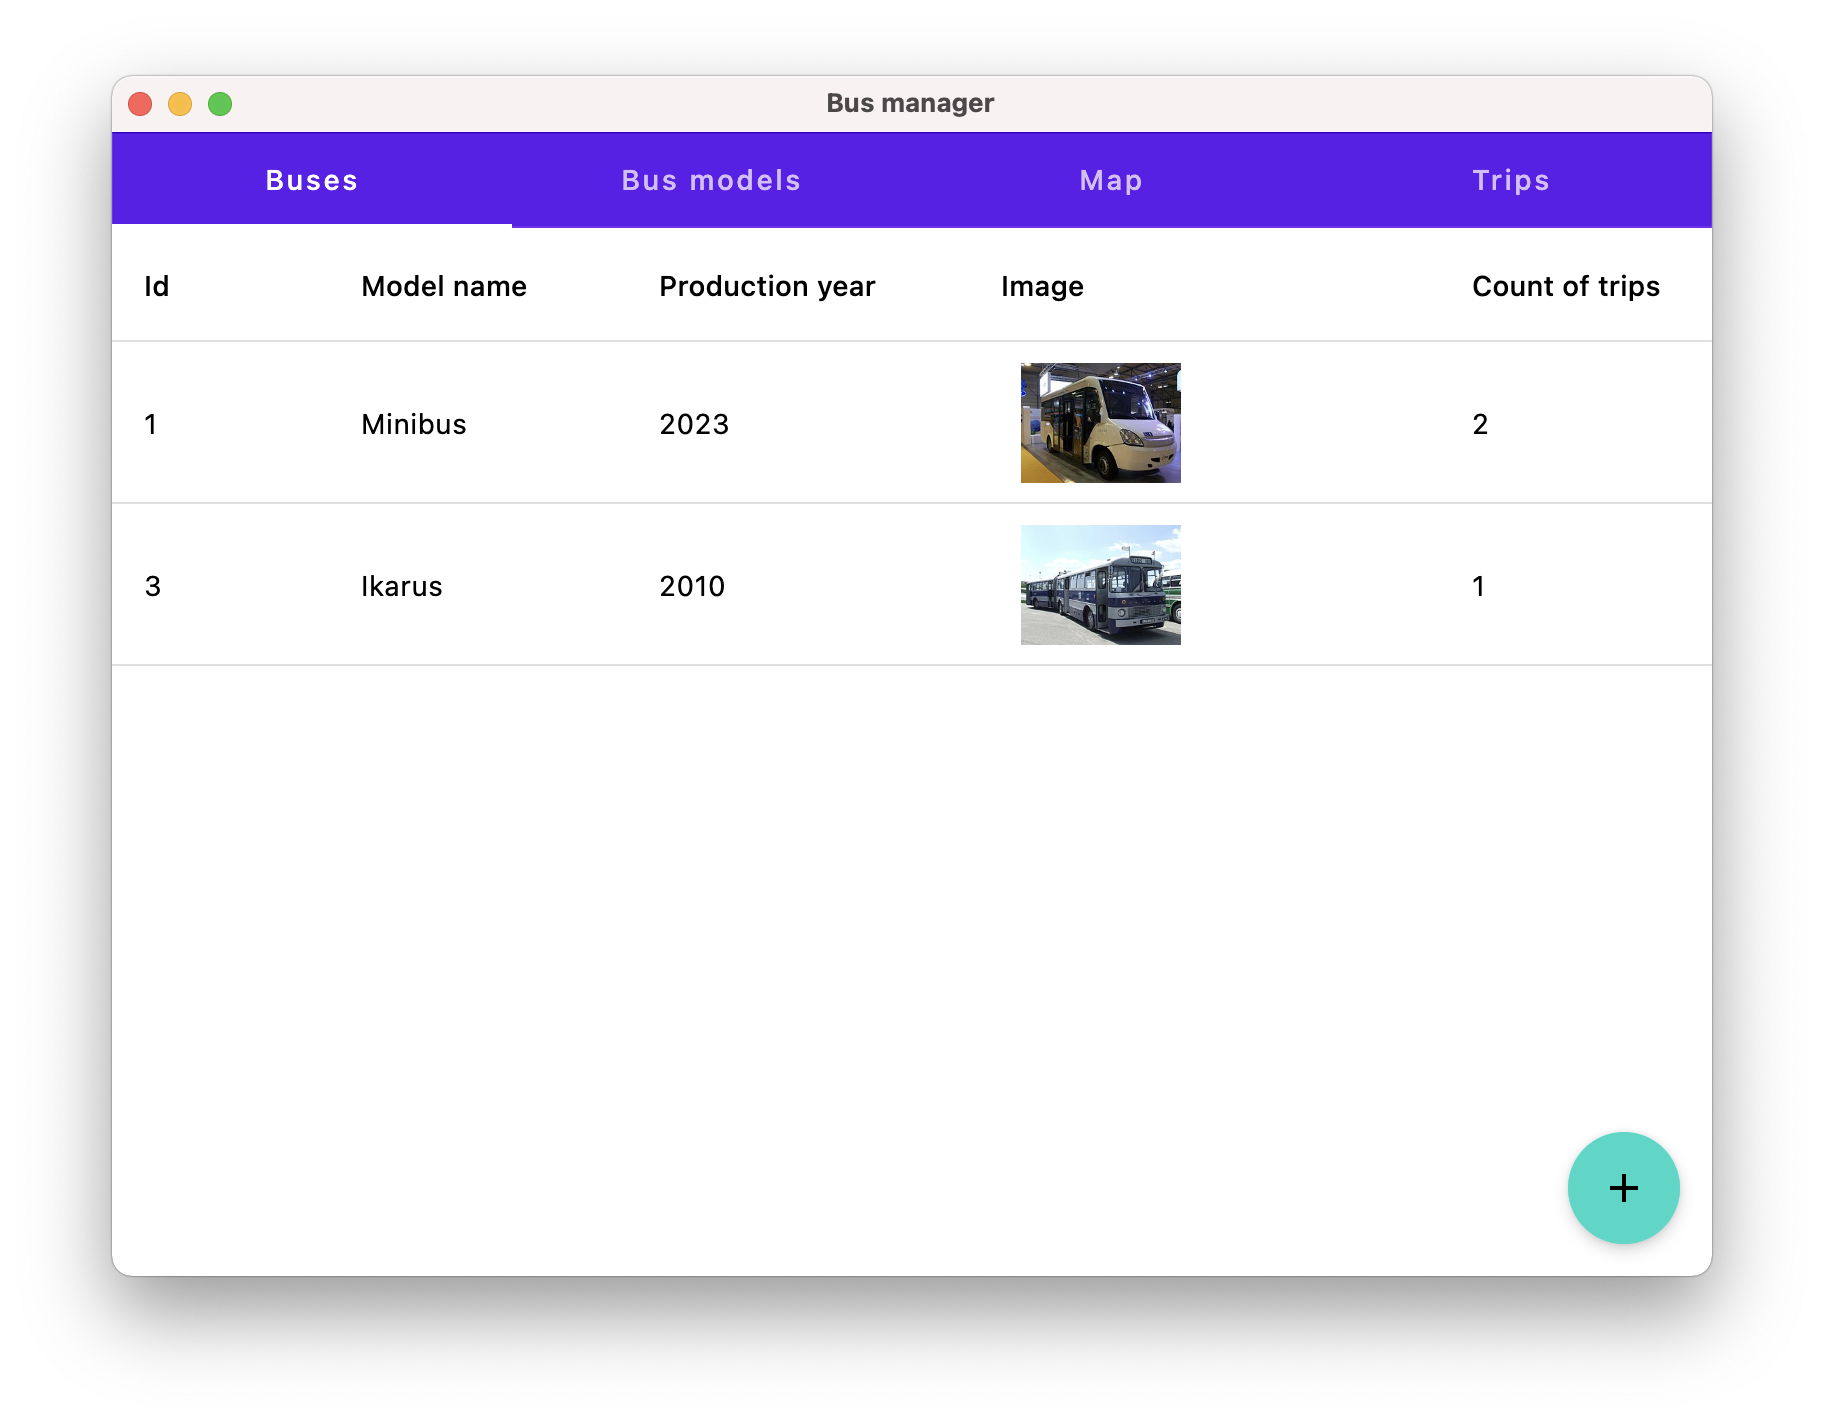 Bus manager
Buses Bus models Map Trips
Id Model name Production year Image Count of trips
1 Minibus 2023 2
3 Ikarus 2010 1